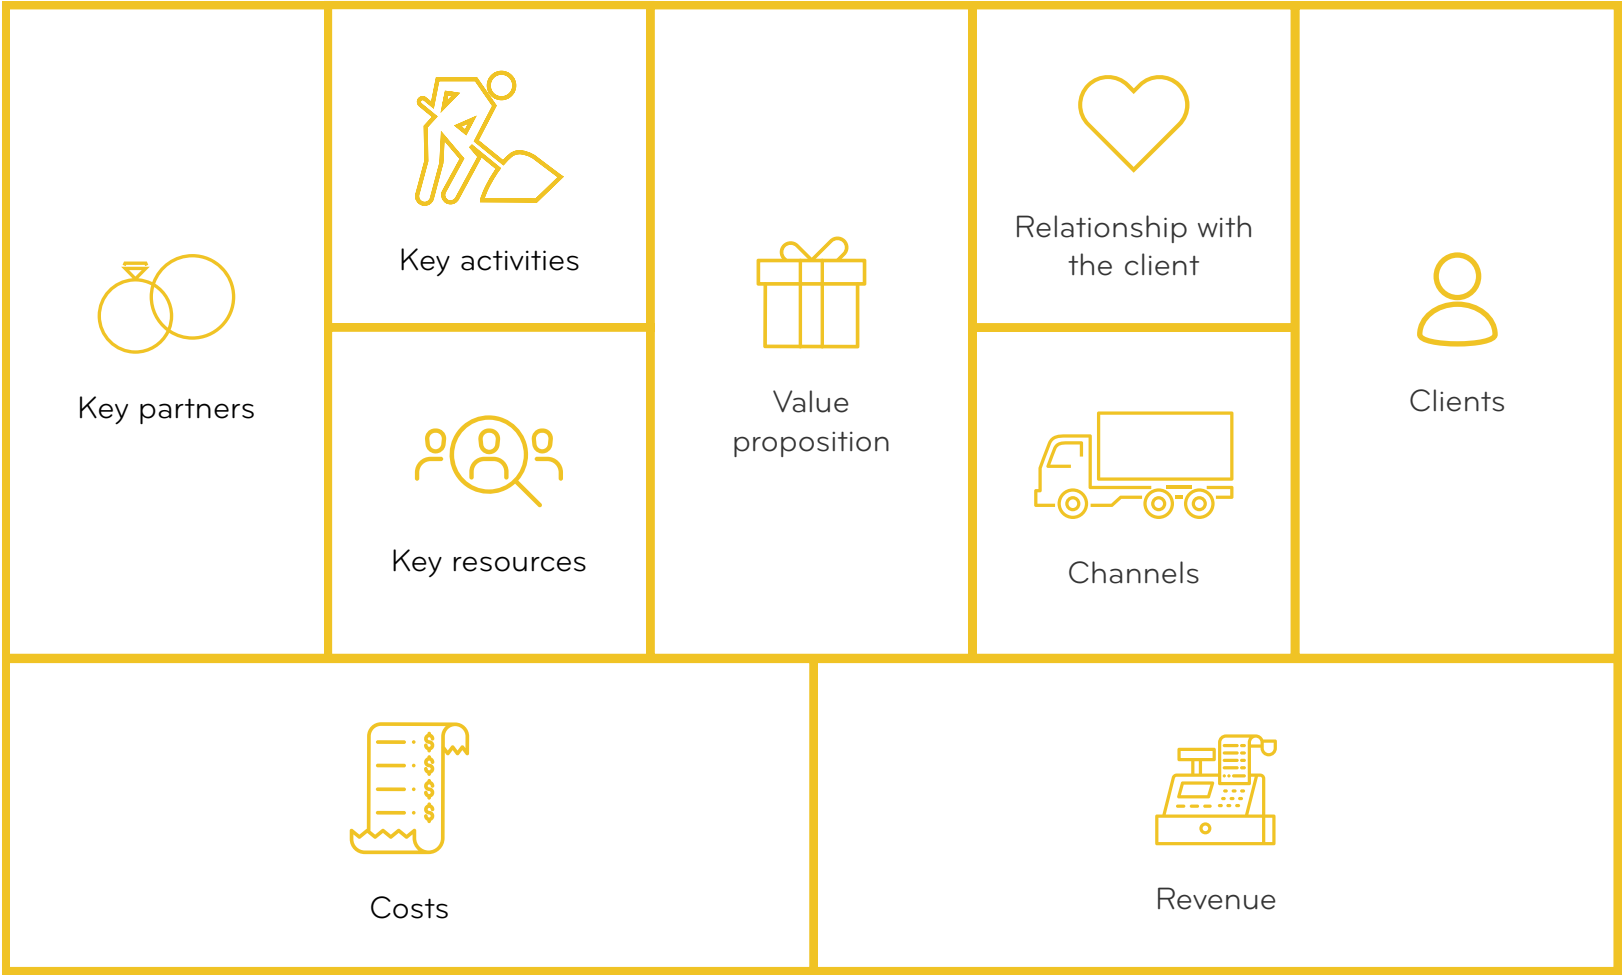 Key partners
Key activities
Key resources
Value
proposition
Relationship with
the client
Channels
Clients
$
$
$
$
Costs
Revenue